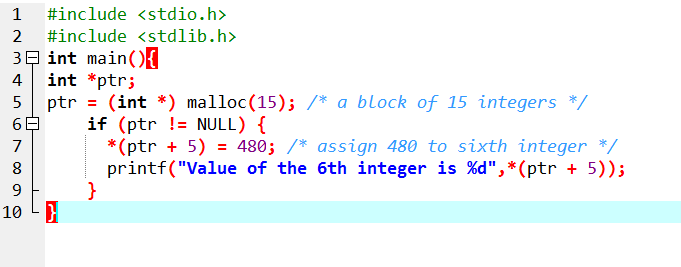 1 #include <stdio.h>
2 #include <stdlib.h>
3 int main(){
4 int *ptr;
5 ptr = (int *) malloc(15); /* a block of 15 integers */
6     if (ptr != NULL) {
7       *(ptr + 5) = 480; /* assign 480 to sixth integer */
8       printf("Value of the 6th integer is %d",*(ptr + 5));
9     }
10 }